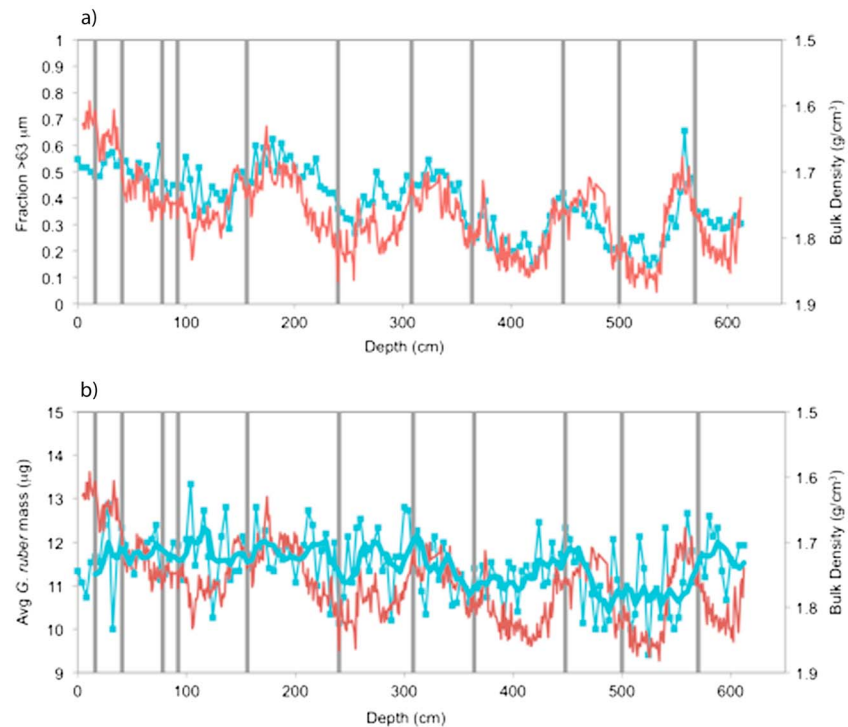 a)
1
0.9
0.8
0.7
0.6
0.5
0.4
0.3
0.2
0.1
0
Fraction >63 µm
1.5
1.6
1.7
1.8
1.9
Bulk Density (g/cm³)
0 100 200 300 400 500 600
Depth (cm)
b)
15
14
13
12
11
10
9
Avg G. ruber mass (µg)
1.5
1.6
1.7
1.8
1.9
Bulk Density (g/cm³)
0 100 200 300 400 500 600
Depth (cm)